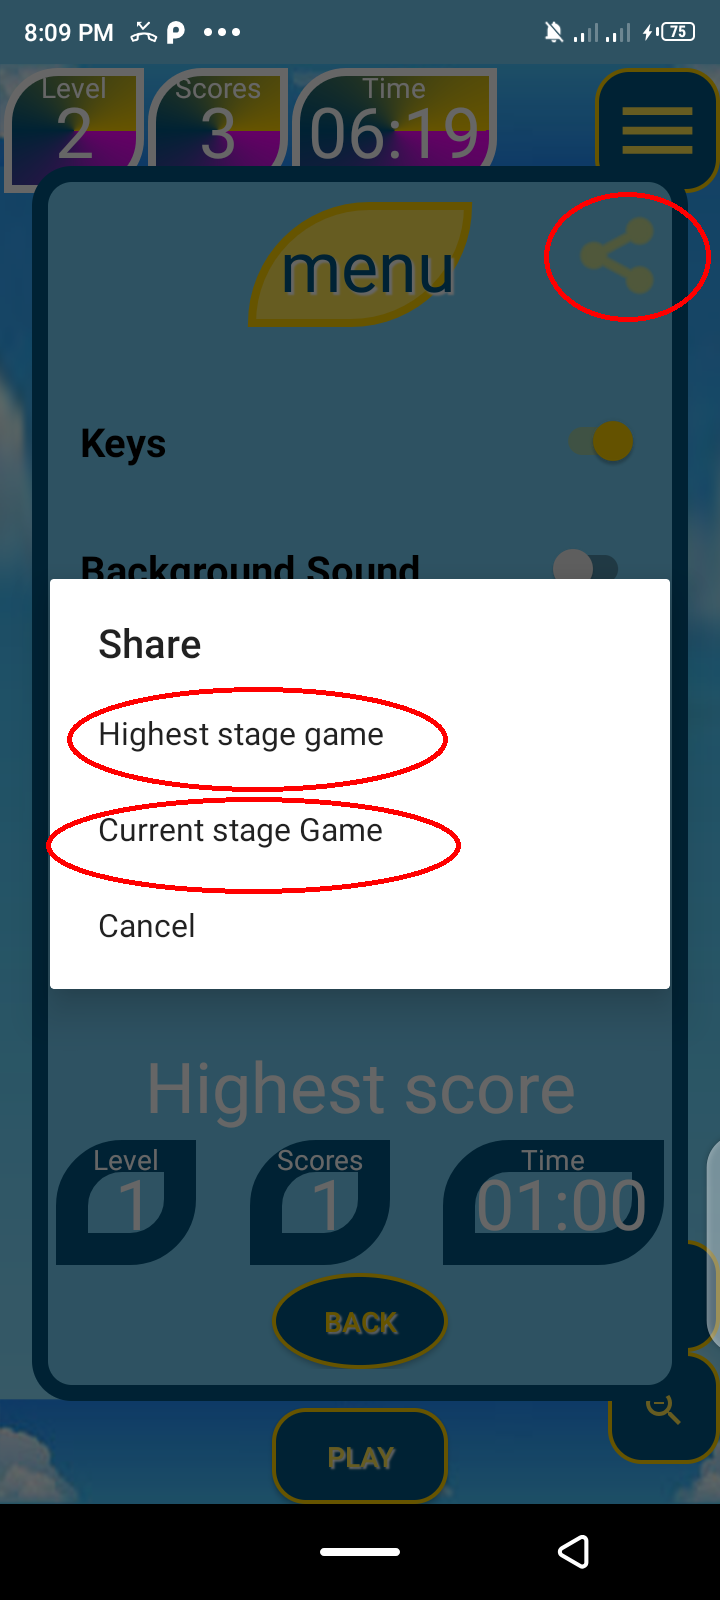 8:09 PM
75
Level Scores Time
2 3 06:19
menu
Keys
Background Sound
Share
Highest stage game
Current stage Game
Cancel
Highest score
Level Scores Time
1 1 01:00
BACK
PLAY